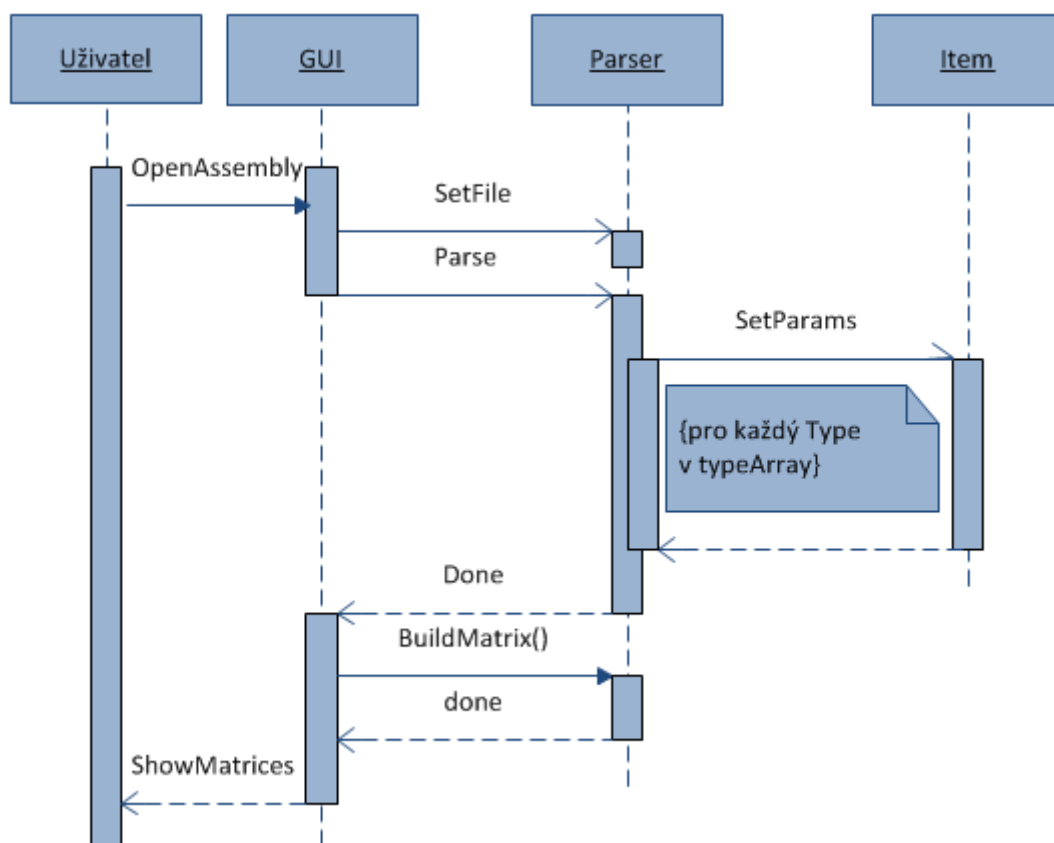 Uživatel
GUI
Parser
Item
OpenAssembly
SetFile
Parse
SetParams
{pro každý Type
v typeArray}
Done
BuildMatrix()
done
ShowMatrices